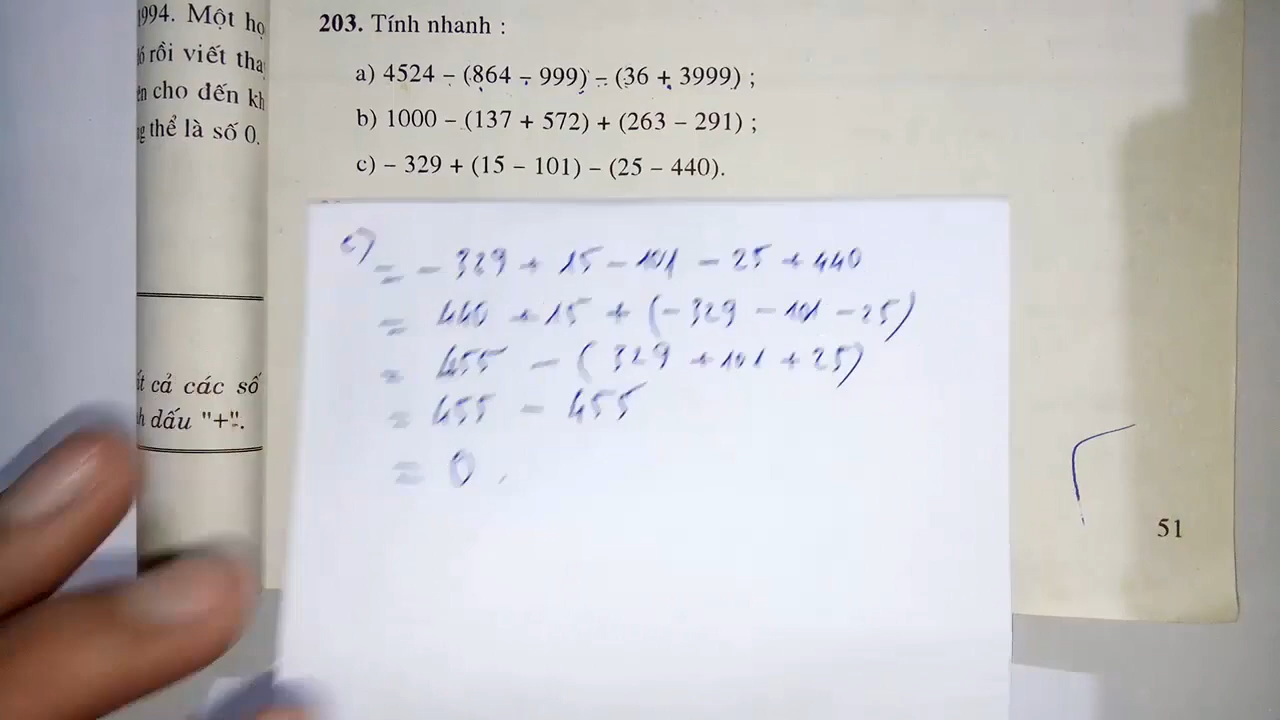 1994. Một họ
rồi viết tha
cho đến kh
thể là số 0.
ất cả các số
dấu "+".
203. Tính nhanh :
a) 4524 – (864 – 999) – (36 + 3999) ;
b) 1000 – (137 + 572) + (263 – 291) ;
c) – 329 + (15 – 101) – (25 – 440).
c)
= - 329 + 15 - 101 - 25 + 440
= 440 + 15 + (- 329 - 101 - 25)
= 455 - (329 + 101 + 25)
= 455 - 455
= 0.
51